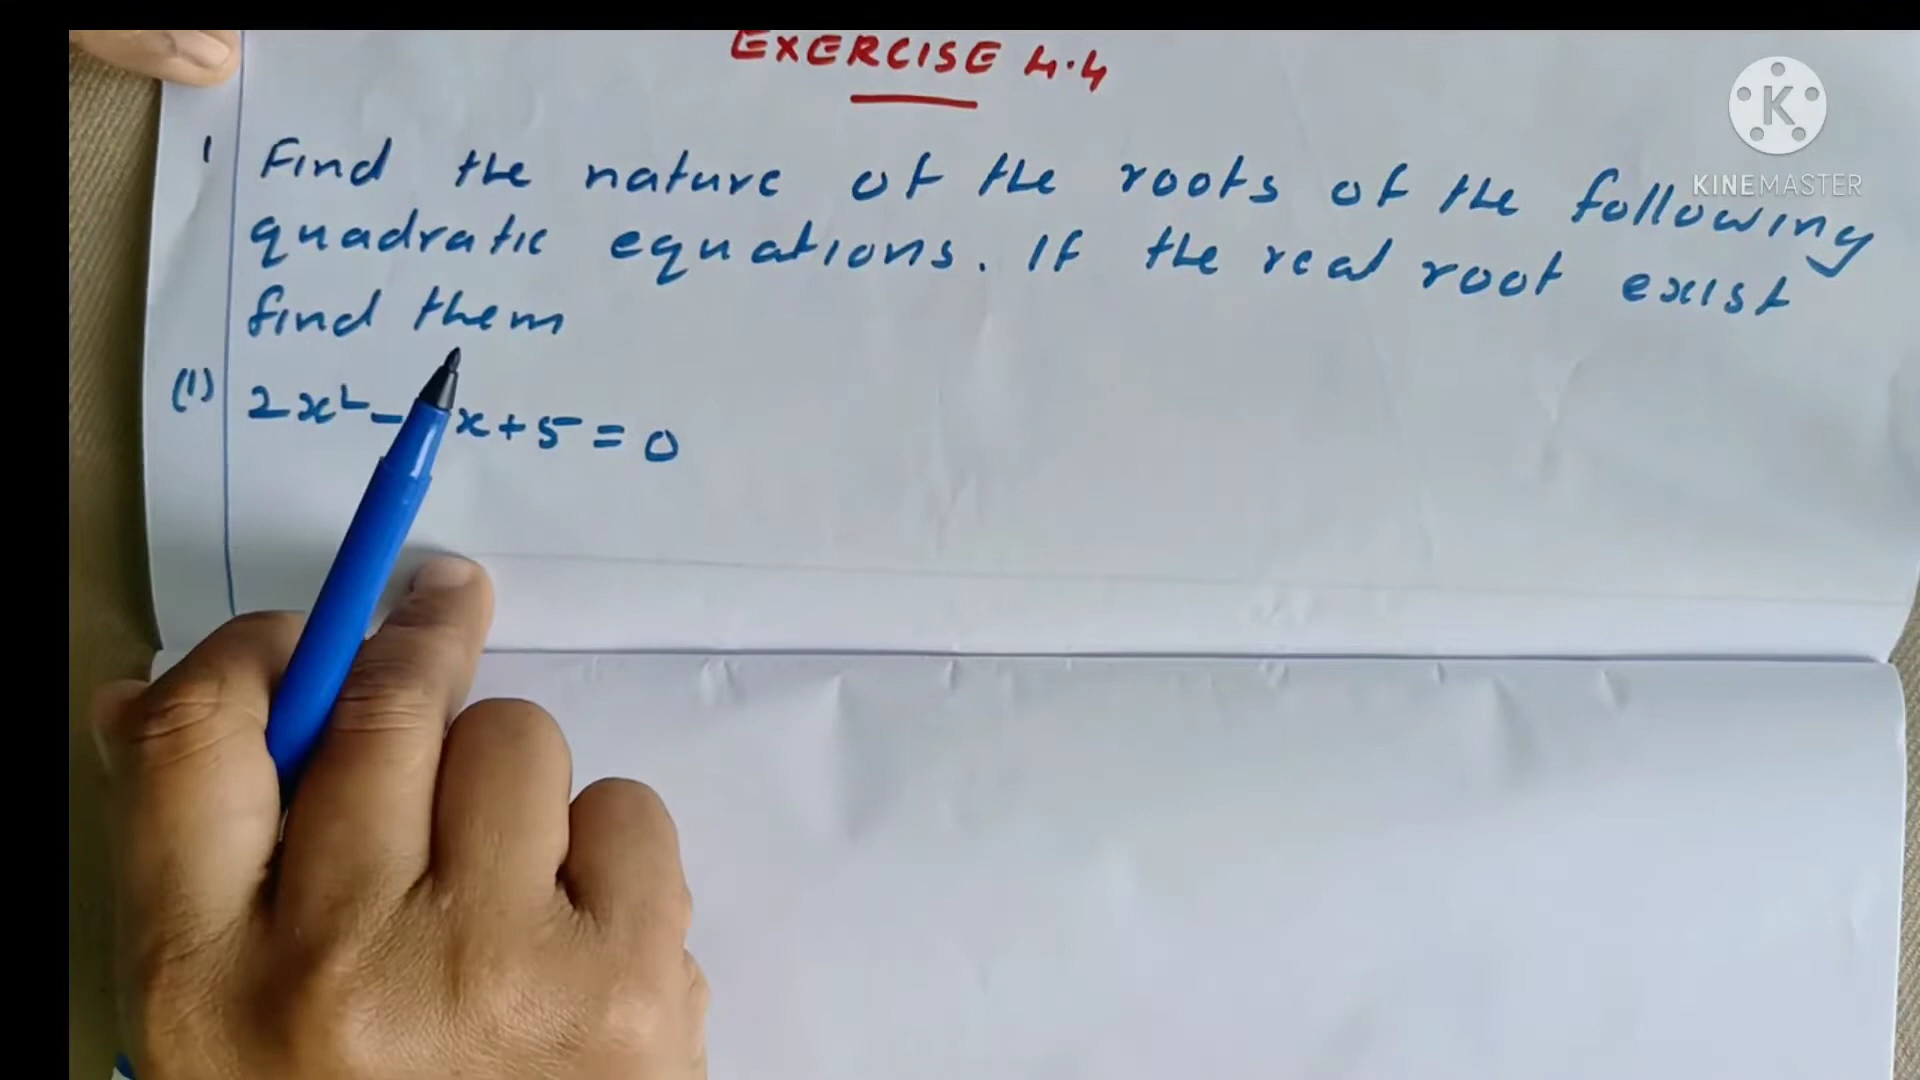 EXERCISE 4.4
1 Find the nature of the roots of the following
quadratic equations. If the real root exist
find them
(1) 2x² - x + 5 = 0
K
KINEMASTER